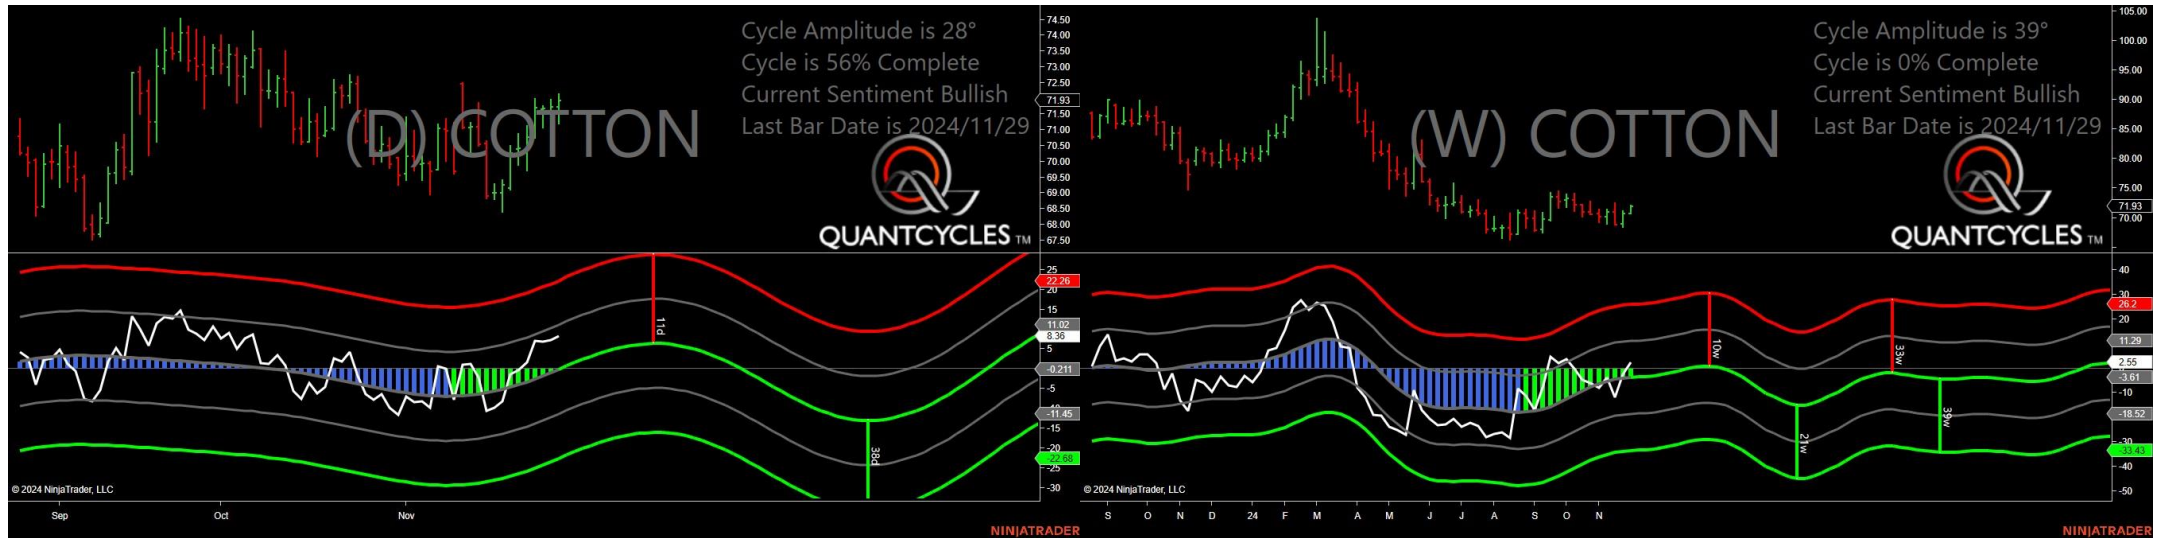 Cycle Amplitude is 28°
Cycle is 56% Complete
Current Sentiment Bullish
Last Bar Date is 2024/11/29
(D) COTTON
QUANTCYCLES TM
74.50
74.00
73.50
73.00
72.50
71.93
71.50
71.00
70.50
70.00
69.50
69.00
68.50
68.00
67.50
25
22.26
20
15
11.02
8.36
5
-0.211
-5
-11.45
-15
-20
-22.68
-25
-30
11d
38d
© 2024 NinjaTrader, LLC
Sep
Oct
Nov
NINJATRADER
Cycle Amplitude is 39°
Cycle is 0% Complete
Current Sentiment Bullish
Last Bar Date is 2024/11/29
(W) COTTON
QUANTCYCLES TM
105.00
100.00
95.00
90.00
85.00
80.00
75.00
71.93
70.00
40
30
26.2
20
11.29
2.55
-3.61
-10
-18.52
-30
-33.43
-40
-50
10w
21w
33w
39w
© 2024 NinjaTrader, LLC
S O N D 24 F M A M J J A S O N
NINJATRADER